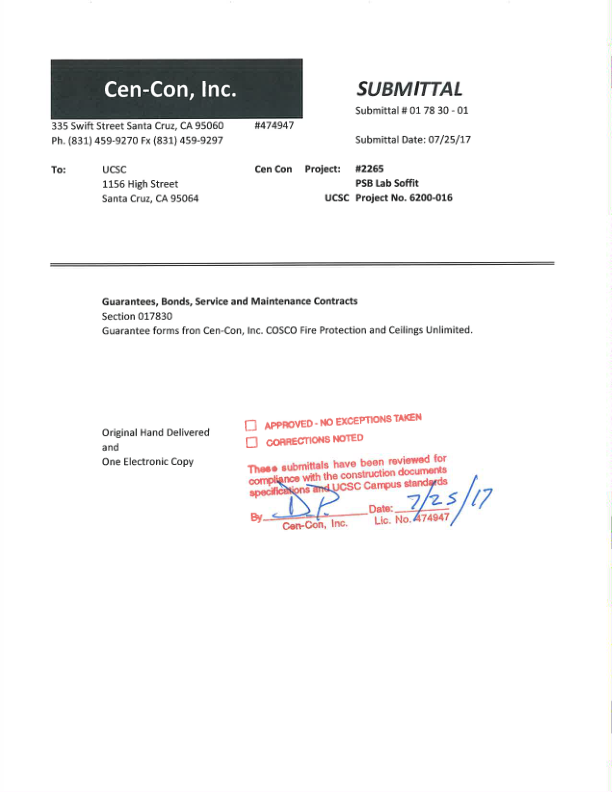 Cen-Con, Inc.
SUBMITTAL
Submittal # 01 78 30 - 01
335 Swift Street Santa Cruz, CA 95060 #474947
Ph. (831) 459-9270 Fx (831) 459-9297 Submittal Date: 07/25/17
To: UCSC Cen Con Project: #2265
1156 High Street PSB Lab Soffit
Santa Cruz, CA 95064 UCSC Project No. 6200-016
Guarantees, Bonds, Service and Maintenance Contracts
Section 017830
Guarantee forms fron Cen-Con, Inc. COSCO Fire Protection and Ceilings Unlimited.
APPROVED - NO EXCEPTIONS TAKEN
CORRECTIONS NOTED
Original Hand Delivered
and
One Electronic Copy
These submittals have been reviewed for
compliance with the construction documents
specifications and UCSC Campus standards
By D.P. Date: 7/25/17
Cen-Con, Inc. Lic. No. 474947